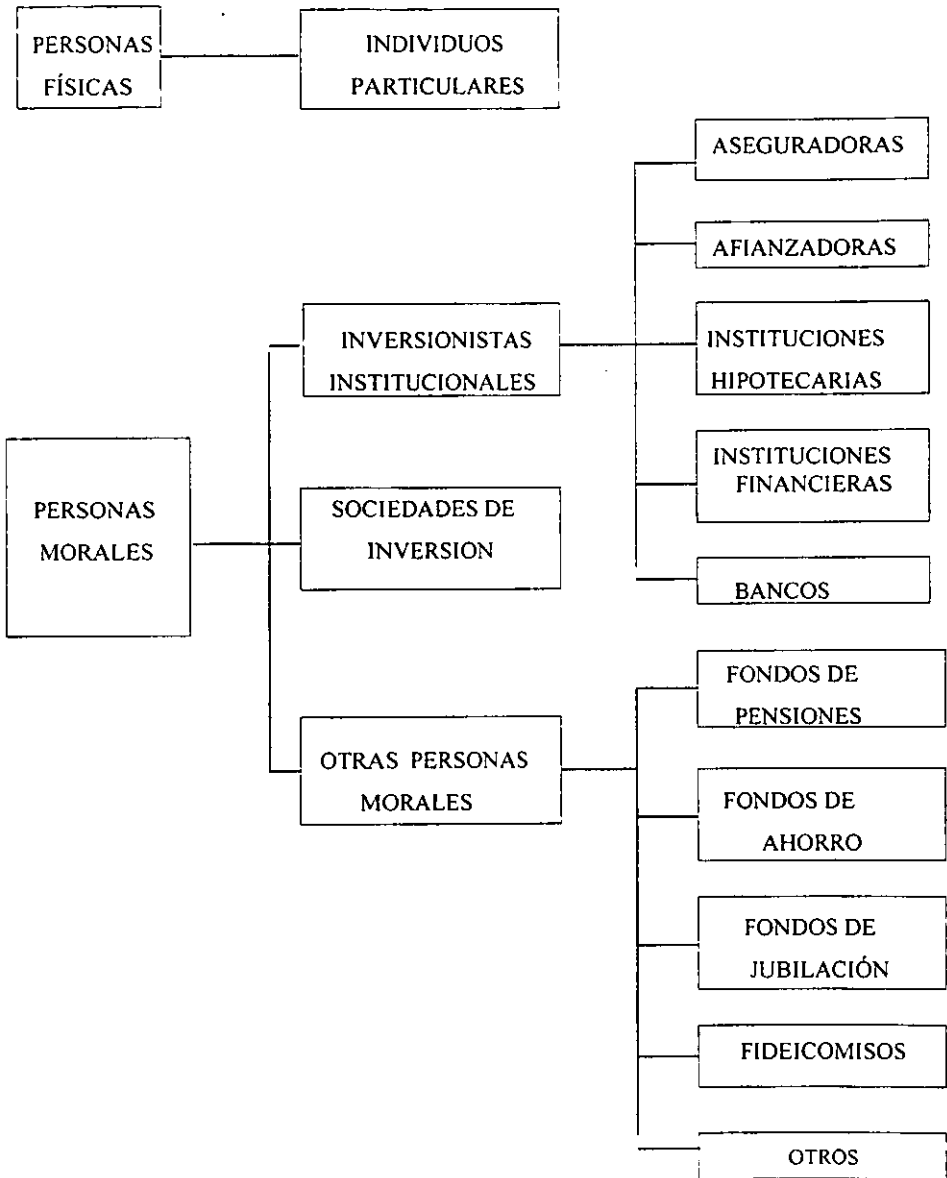 PERSONAS
FÍSICAS
INDIVIDUOS
PARTICULARES
ASEGURADORAS
AFIANZADORAS
INVERSIONISTAS
INSTITUCIONALES
INSTITUCIONES
HIPOTECARIAS
INSTITUCIONES
FINANCIERAS
BANCOS
PERSONAS
MORALES
SOCIEDADES DE
INVERSION
OTRAS PERSONAS
MORALES
FONDOS DE
PENSIONES
FONDOS DE
AHORRO
FONDOS DE
JUBILACIÓN
FIDEICOMISOS
OTROS